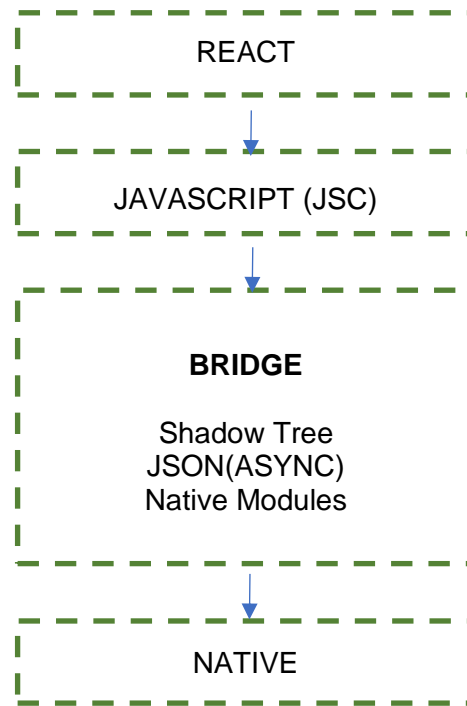 REACT
JAVASCRIPT (JSC)
BRIDGE
Shadow Tree
JSON(ASYNC)
Native Modules
NATIVE